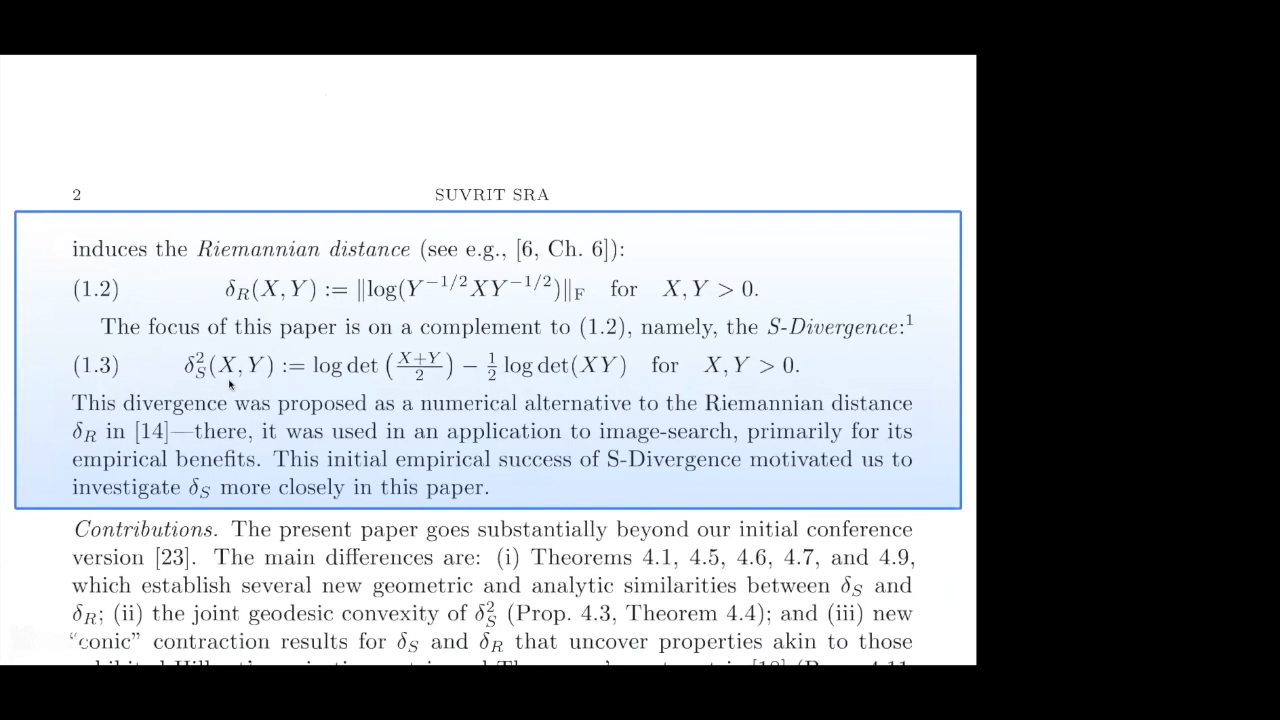 2 SUVRIT SRA
induces the Riemannian distance (see e.g., [6, Ch. 6]):
(1.2) δ_R(X, Y) := ‖log(Y^{−1/2}XY^{−1/2})‖_F for X, Y > 0.
The focus of this paper is on a complement to (1.2), namely, the S-Divergence:¹
(1.3) δ_S^2(X, Y) := log det (\frac{X+Y}{2}) − \frac{1}{2} log det(XY) for X, Y > 0.
This divergence was proposed as a numerical alternative to the Riemannian distance
δ_R in [14]—there, it was used in an application to image-search, primarily for its
empirical benefits. This initial empirical success of S-Divergence motivated us to
investigate δ_S more closely in this paper.
Contributions. The present paper goes substantially beyond our initial conference
version [23]. The main differences are: (i) Theorems 4.1, 4.5, 4.6, 4.7, and 4.9,
which establish several new geometric and analytic similarities between δ_S and
δ_R; (ii) the joint geodesic convexity of δ_S^2 (Prop. 4.3, Theorem 4.4); and (iii) new
“conic” contraction results for δ_S and δ_R that uncover properties akin to those